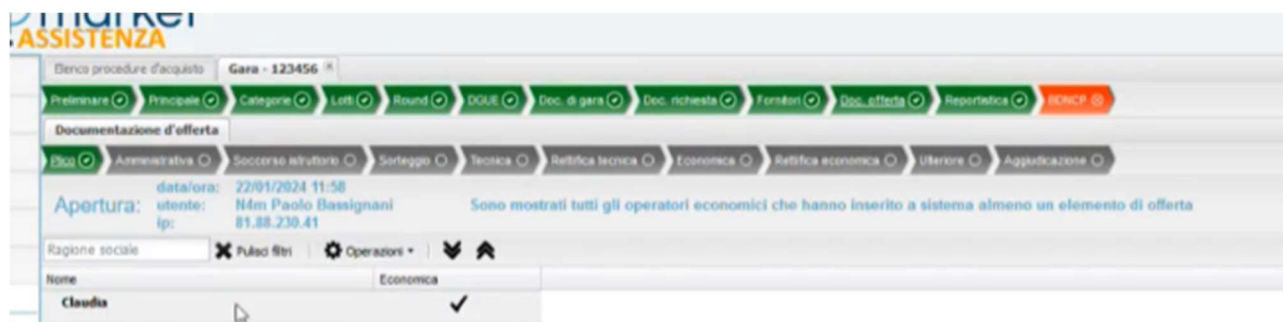 market
ASSISTENZA
Elenco procedure d'acquisto Gara - 123456
Preliminare Principale Categorie Lotti Round DGUE Doc. di gara Doc. richiesta Fornitori Doc. offerta Reportistica BDNCP
Documentazione d'offerta
Plico Amministrativa Soccorso istruttorio Sorteggio Tecnica Rettifica tecnica Economica Rettifica economica Ulteriore Aggiudicazione
Apertura: data/ora: 22/01/2024 11:58
utente: N4m Paolo Bassignani Sono mostrati tutti gli operatori economici che hanno inserito a sistema almeno un elemento di offerta
ip: 81.88.230.41
Ragione sociale Pulisci filtri Operazioni
Nome Economica
Claudia